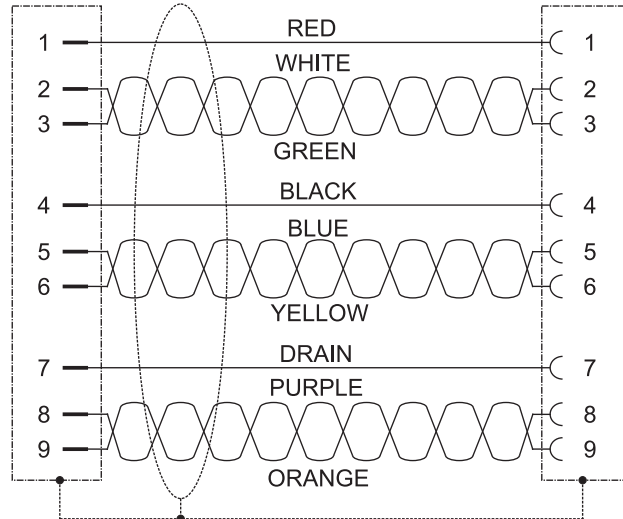 RED
1 1
WHITE
2 2
3 3
GREEN
BLACK
4 4
BLUE
5 5
6 6
YELLOW
DRAIN
7 7
PURPLE
8 8
9 9
ORANGE